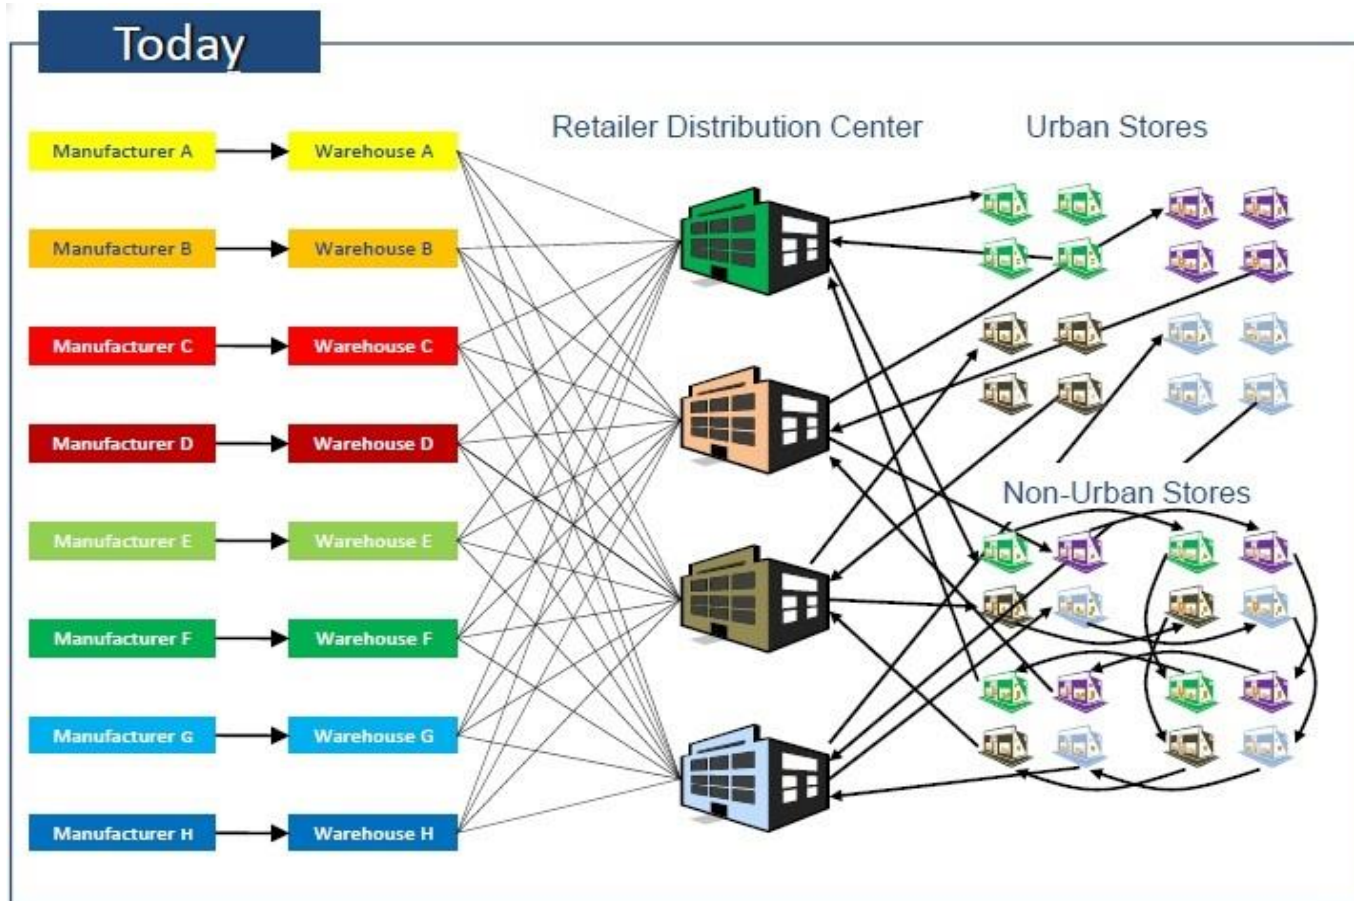 Today
Retailer Distribution Center
Urban Stores
Manufacturer A
Warehouse A
Manufacturer B
Warehouse B
Manufacturer C
Warehouse C
Manufacturer D
Warehouse D
Non-Urban Stores
Manufacturer E
Warehouse E
Manufacturer F
Warehouse F
Manufacturer G
Warehouse G
Manufacturer H
Warehouse H